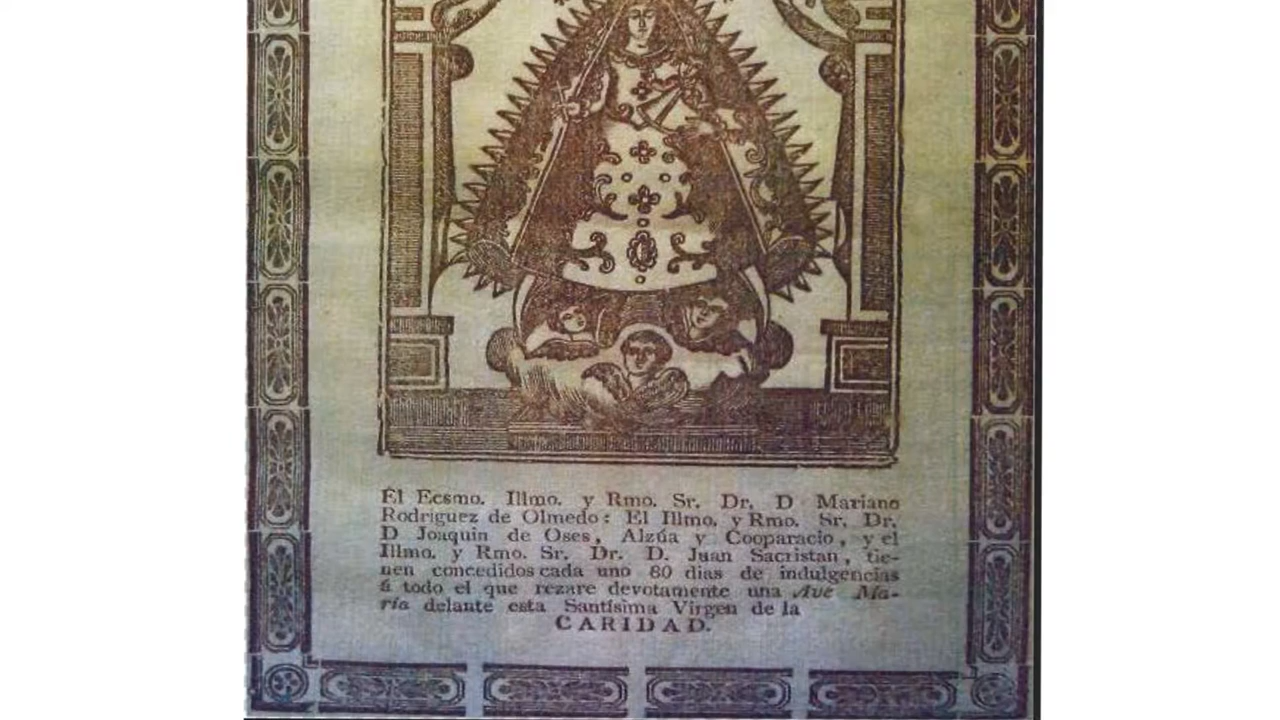 El Ecsmo. Illmo. y Rmo. Sr. Dr. D Mariano
Rodriguez de Olmedo: El Illmo. y Rmo. Sr. Dr.
D Joaquin de Oses, Alzúa y Cooparacio, y el
Illmo. y Rmo. Sr. Dr. D. Juan Sacristan, tie-
nen concedidos cada uno 80 dias de indulgencias
á todo el que rezare devotamente una Ave Ma-
ria delante esta Santísima Virgen de la
CARIDAD.